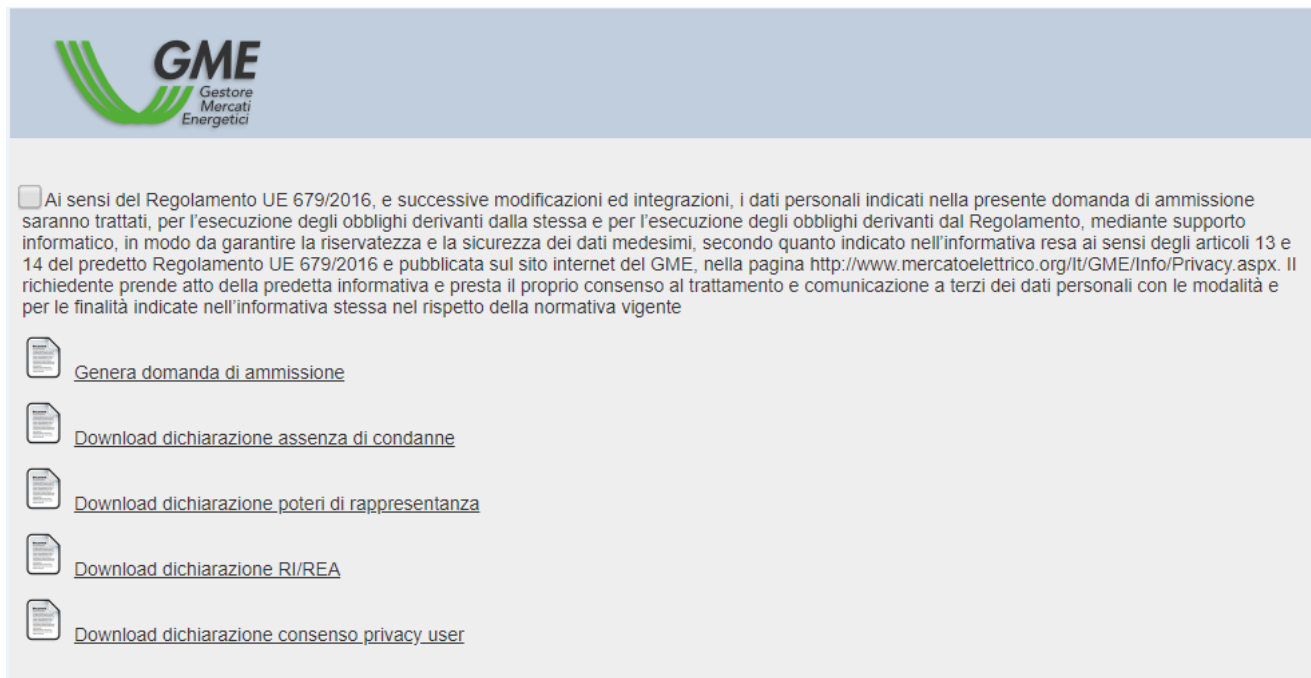 GME
Gestore
Mercati
Energetici
Ai sensi del Regolamento UE 679/2016, e successive modificazioni ed integrazioni, i dati personali indicati nella presente domanda di ammissione
saranno trattati, per l'esecuzione degli obblighi derivanti dalla stessa e per l'esecuzione degli obblighi derivanti dal Regolamento, mediante supporto
informatico, in modo da garantire la riservatezza e la sicurezza dei dati medesimi, secondo quanto indicato nell'informativa resa ai sensi degli articoli 13 e
14 del predetto Regolamento UE 679/2016 e pubblicata sul sito internet del GME, nella pagina http://www.mercatoelettrico.org/It/GME/Info/Privacy.aspx. Il
richiedente prende atto della predetta informativa e presta il proprio consenso al trattamento e comunicazione a terzi dei dati personali con le modalità e
per le finalità indicate nell'informativa stessa nel rispetto della normativa vigente
Genera domanda di ammissione
Download dichiarazione assenza di condanne
Download dichiarazione poteri di rappresentanza
Download dichiarazione RI/REA
Download dichiarazione consenso privacy user